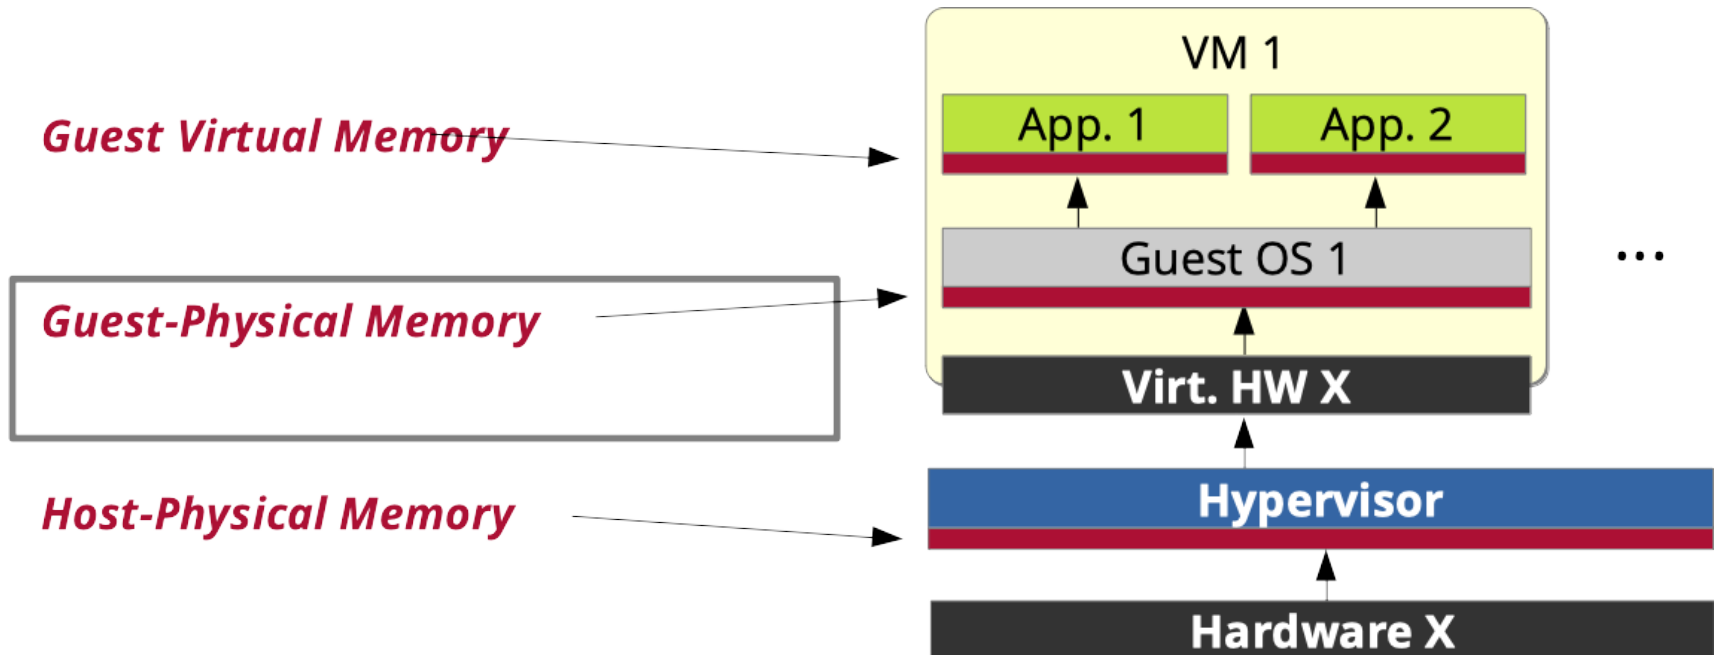 VM 1
Guest Virtual Memory
App. 1
App. 2
Guest OS 1
...
Guest-Physical Memory
Virt. HW X
Host-Physical Memory
Hypervisor
Hardware X